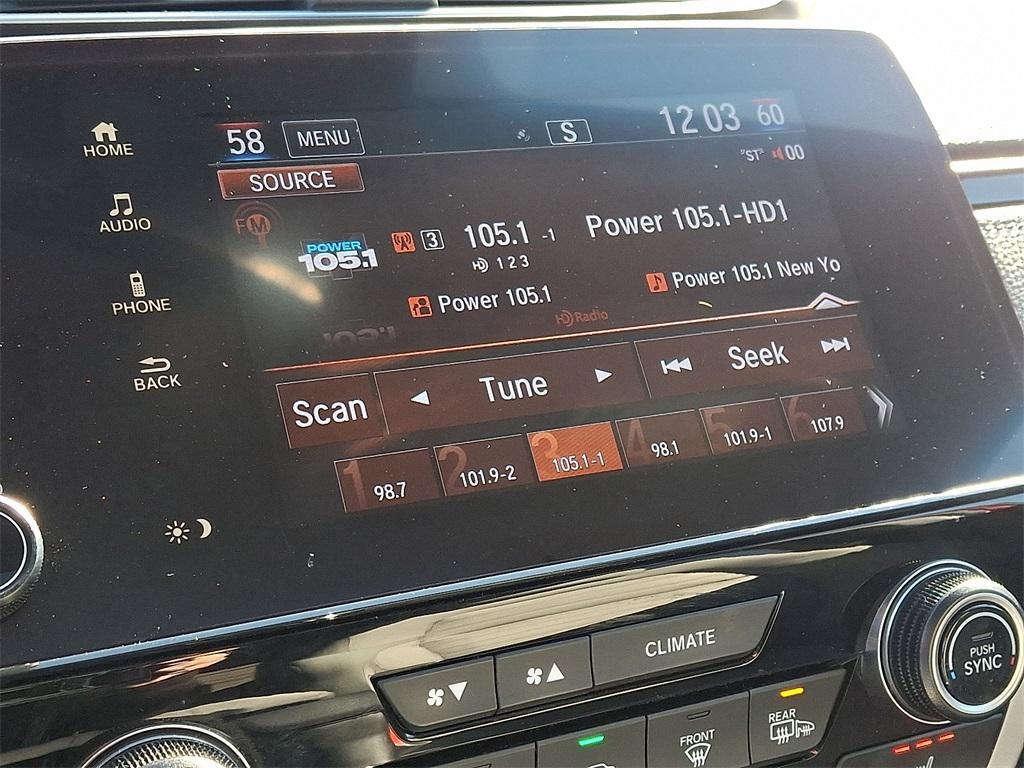 58 MENU S 12 03 60
HOME
"ST" 00
SOURCE
AUDIO
FM
POWER 105.1
3 105.1 -1 Power 105.1-HD1
HD 1 2 3
PHONE
Power 105.1 Power 105.1 New Yo
HD Radio
BACK
Scan Tune Seek
1 98.7 2 101.9-2 3 105.1-1 4 98.1 5 101.9-1 6 107.9
CLIMATE
PUSH
SYNC
FRONT
REAR